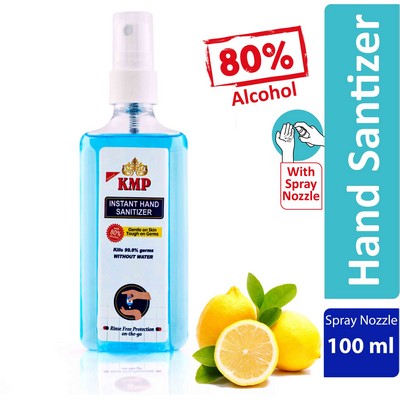 80%
Alcohol
With
Spray
Nozzle
Hand Santizer
Spray Nozzle
100 ml
KMP
INSTANT HAND
SANITIZER
80%
Gentle on Skin
Tough on Germs
Kills 99.9% germs
WITHOUT WATER
Rinse Free Protection
on-the-go